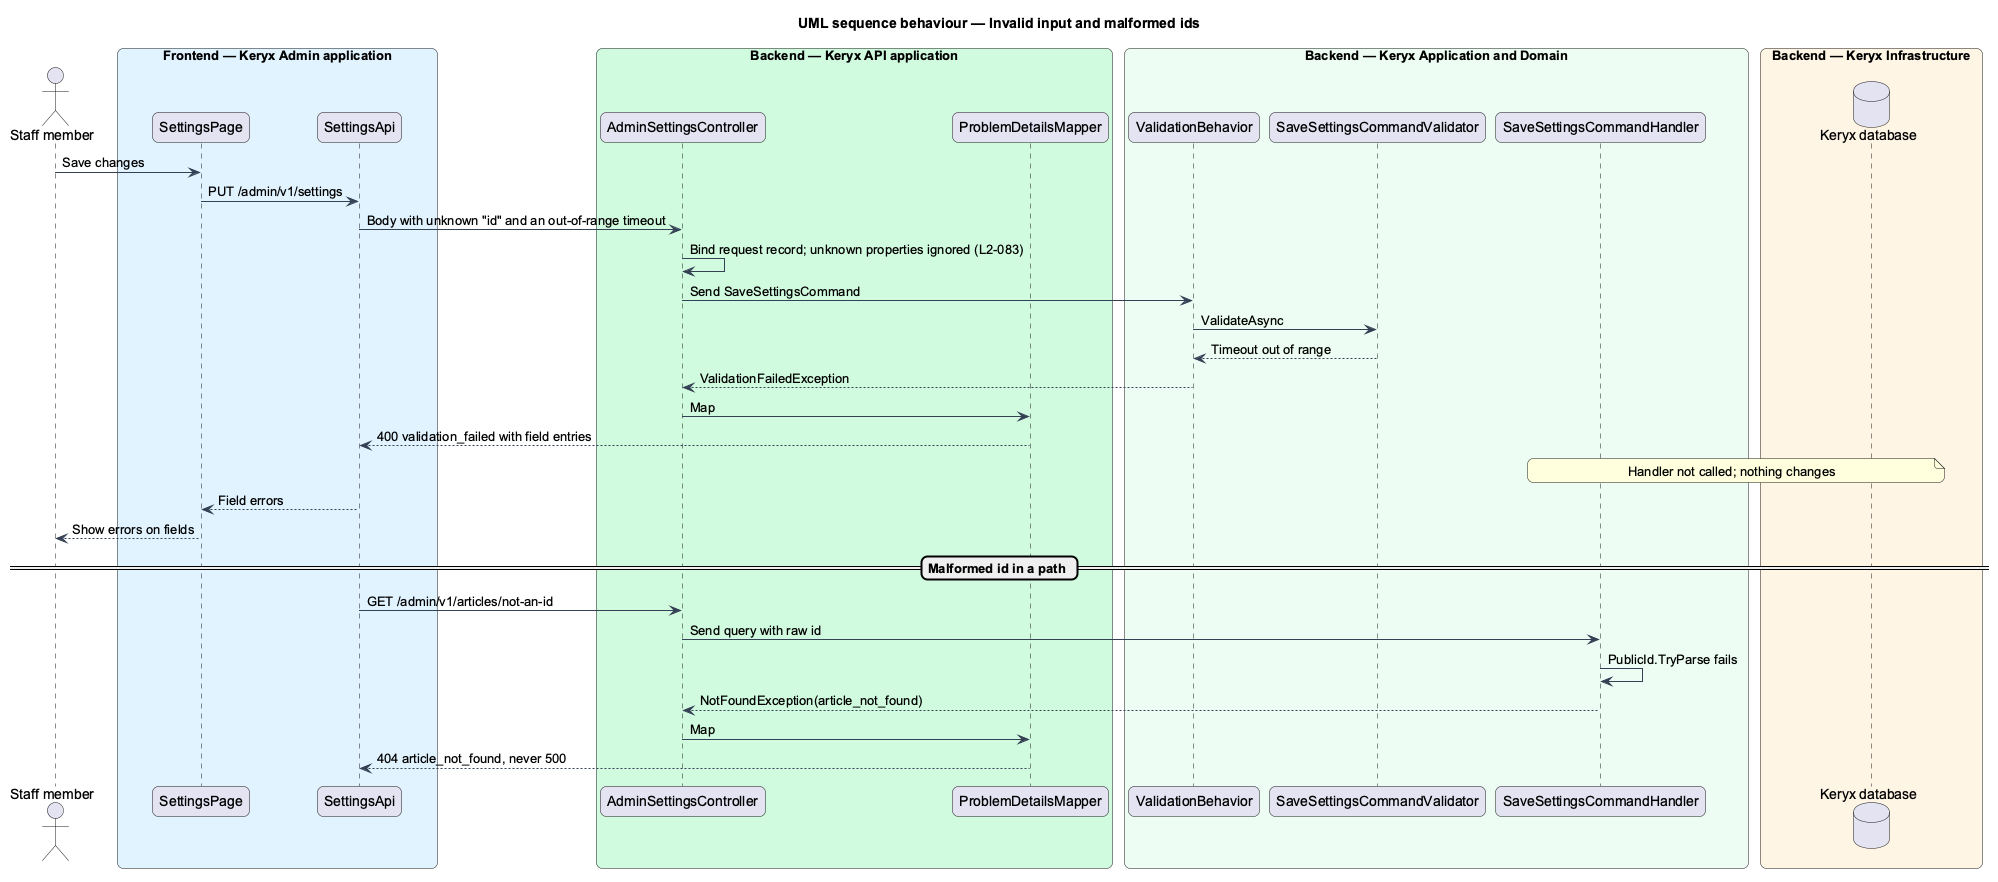 UML sequence behaviour — Invalid input and malformed ids
Frontend — Keryx Admin application
Backend — Keryx API application
Backend — Keryx Application and Domain
Backend — Keryx Infrastructure
Staff member
SettingsPage
SettingsApi
AdminSettingsController
ProblemDetailsMapper
ValidationBehavior
SaveSettingsCommandValidator
SaveSettingsCommandHandler
Keryx database
Save changes
PUT /admin/v1/settings
Body with unknown "id" and an out-of-range timeout
Bind request record; unknown properties ignored (L2-083)
Send SaveSettingsCommand
ValidateAsync
Timeout out of range
ValidationFailedException
Map
400 validation_failed with field entries
Handler not called; nothing changes
Field errors
Show errors on fields
Malformed id in a path
GET /admin/v1/articles/not-an-id
Send query with raw id
PublicId.TryParse fails
NotFoundException(article_not_found)
Map
404 article_not_found, never 500
Staff member
SettingsPage
SettingsApi
AdminSettingsController
ProblemDetailsMapper
ValidationBehavior
SaveSettingsCommandValidator
SaveSettingsCommandHandler
Keryx database